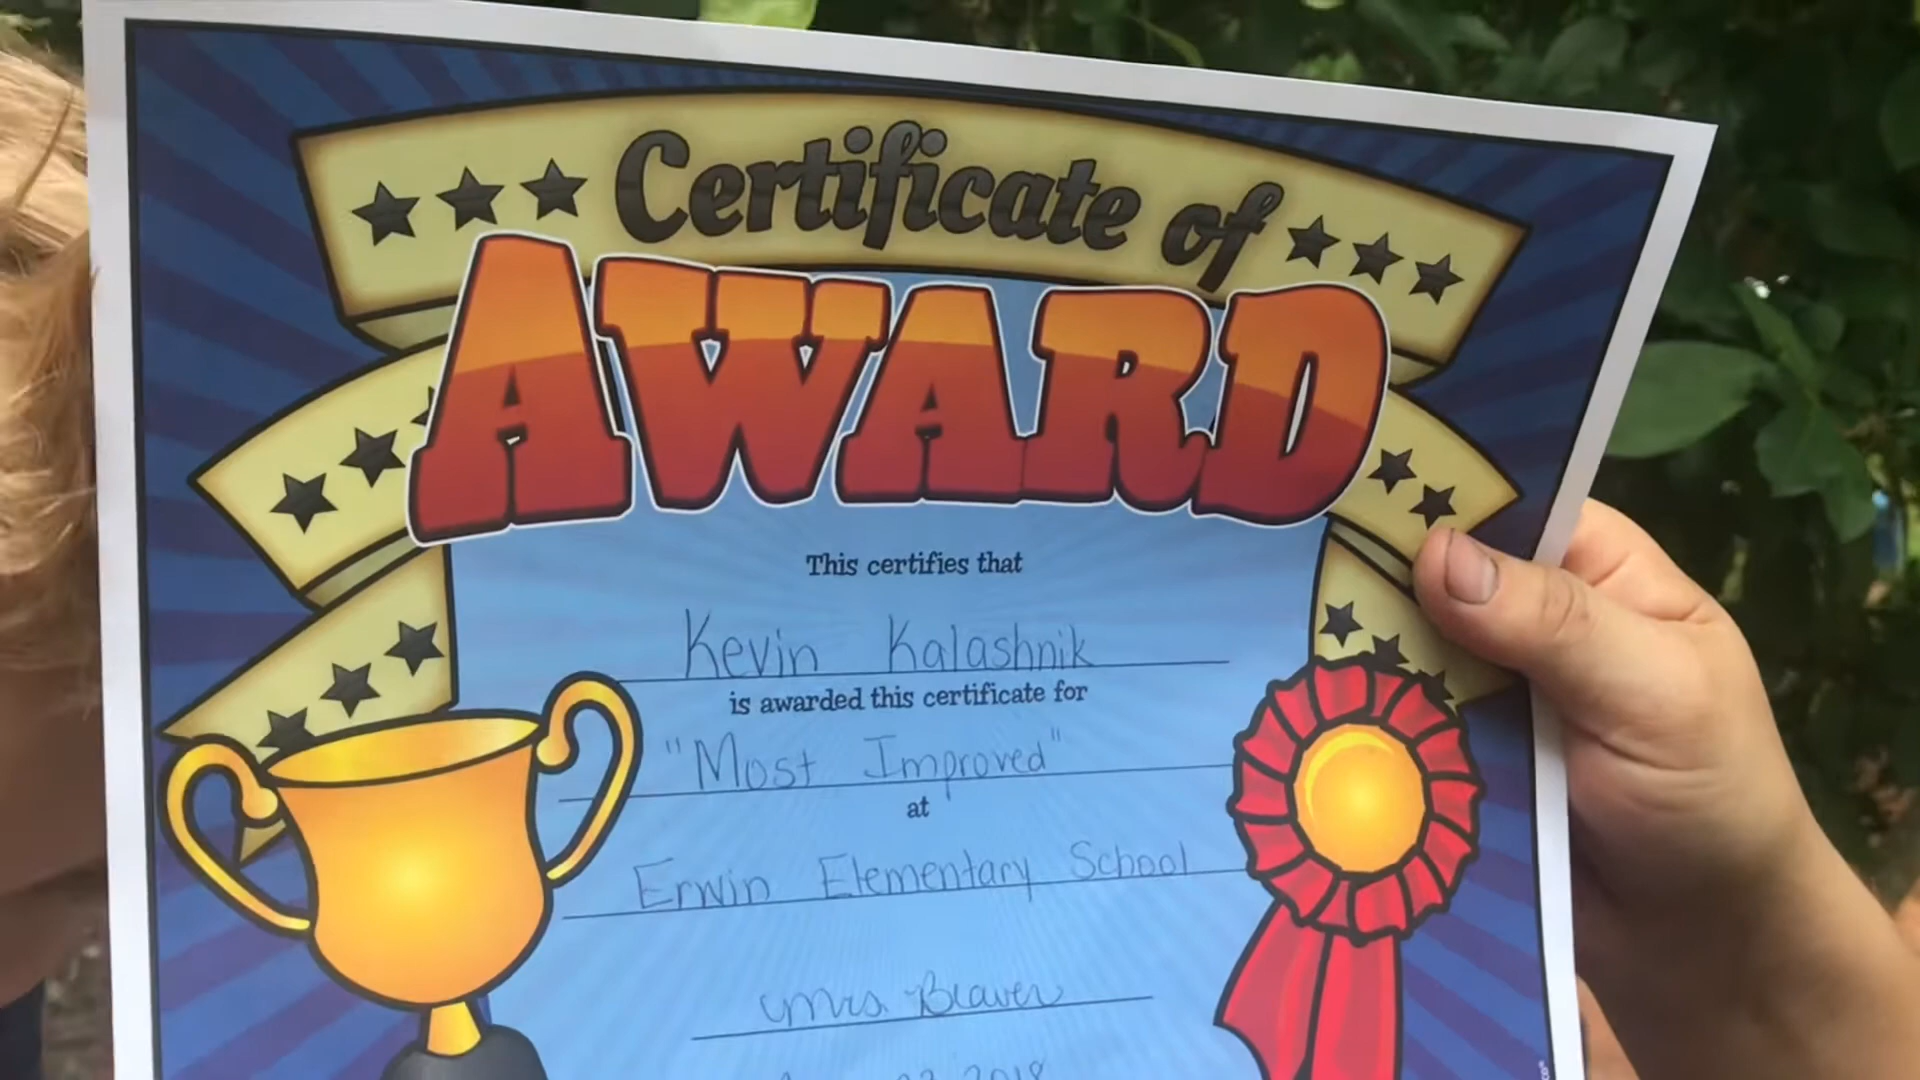 Certificate of
AWARD
This certifies that
Kevin Kalashnik
is awarded this certificate for
"Most Improved"
at
Erwin Elementary School
Mrs. Beaver
2018